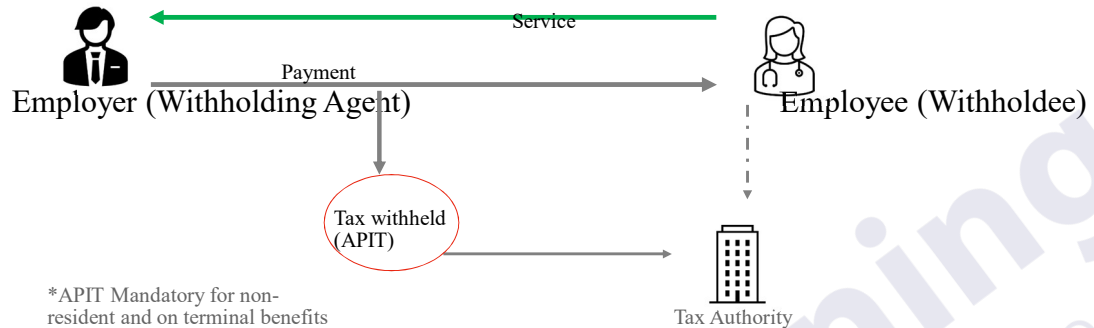 Service
Payment
Employer (Withholding Agent)
Employee (Withholdee)
Tax withheld
(APIT)
*APIT Mandatory for non-
resident and on terminal benefits
Tax Authority